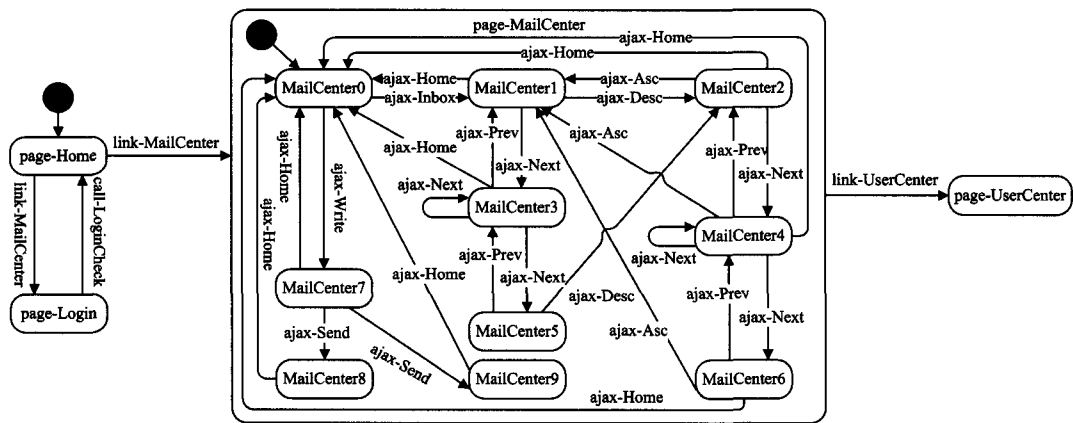 page-MailCenter
ajax-Home
ajax-Home
MailCenter0
ajax-Home
ajax-Inbox
MailCenter1
ajax-Asc
ajax-Desc
MailCenter2
page-Home
link-MailCenter
link-MailCenter
call-LoginCheck
page-Login
ajax-Home
ajax-Home
ajax-Write
ajax-Home
ajax-Prev
ajax-Next
ajax-Asc
ajax-Prev
ajax-Next
ajax-Next
MailCenter3
ajax-Next
MailCenter4
link-UserCenter
page-UserCenter
ajax-Prev
ajax-Next
ajax-Home
MailCenter7
ajax-Desc
ajax-Prev
ajax-Next
ajax-Send
MailCenter5
ajax-Asc
ajax-Send
MailCenter8
MailCenter9
MailCenter6
ajax-Home